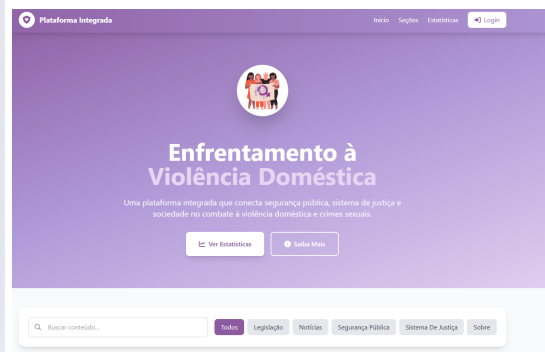 Plataforma Integrada
Início Seções Estatísticas Login
Enfrentamento à
Violência Doméstica
Uma plataforma integrada que conecta segurança pública, sistema de justiça e
sociedade no combate à violência doméstica e crimes sexuais.
Ver Estatísticas Saiba Mais
Buscar conteúdo... Todos Legislação Notícias Segurança Pública Sistema De Justiça Sobre